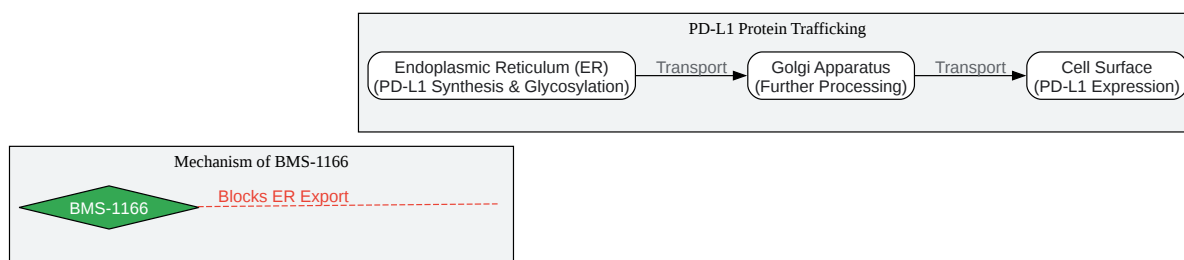 PD-L1 Protein Trafficking
Endoplasmic Reticulum (ER)
(PD-L1 Synthesis & Glycosylation)
Transport
Golgi Apparatus
(Further Processing)
Transport
Cell Surface
(PD-L1 Expression)
Mechanism of BMS-1166
BMS-1166
Blocks ER Export